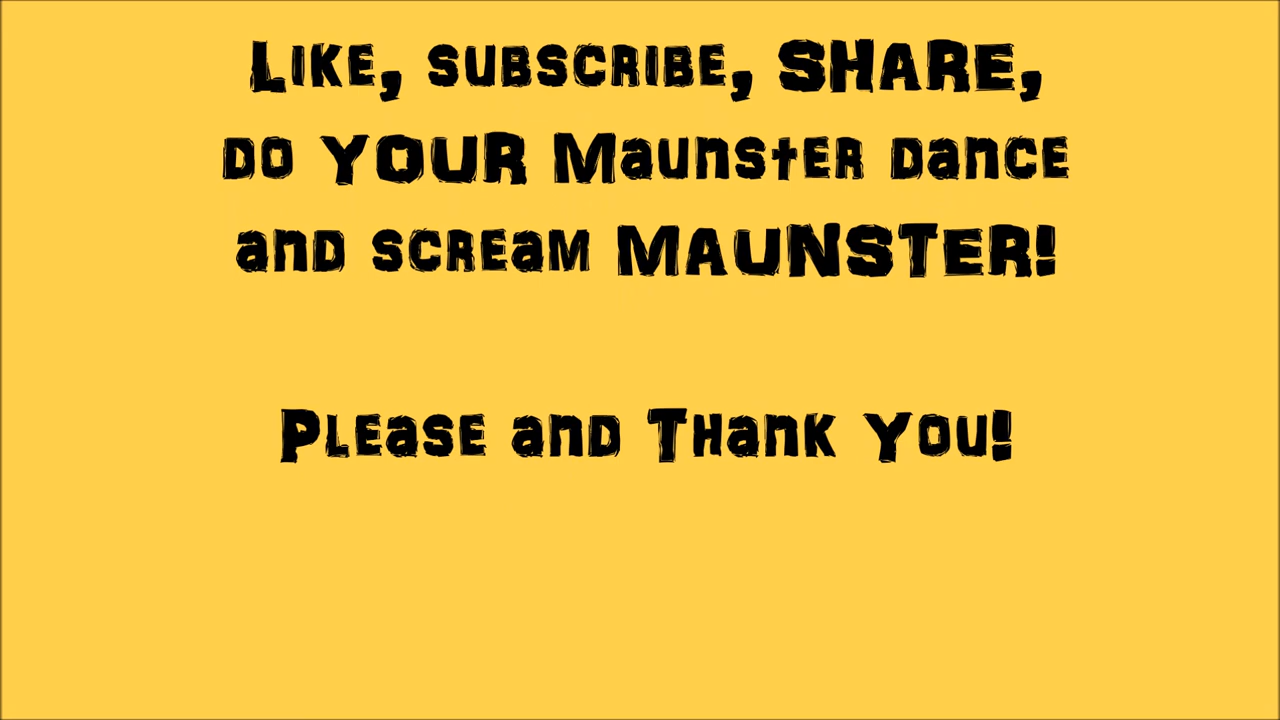 Like, subscribe, SHARE,
do YOUR Maunster dance
and scream MAUNSTER!
Please and Thank You!